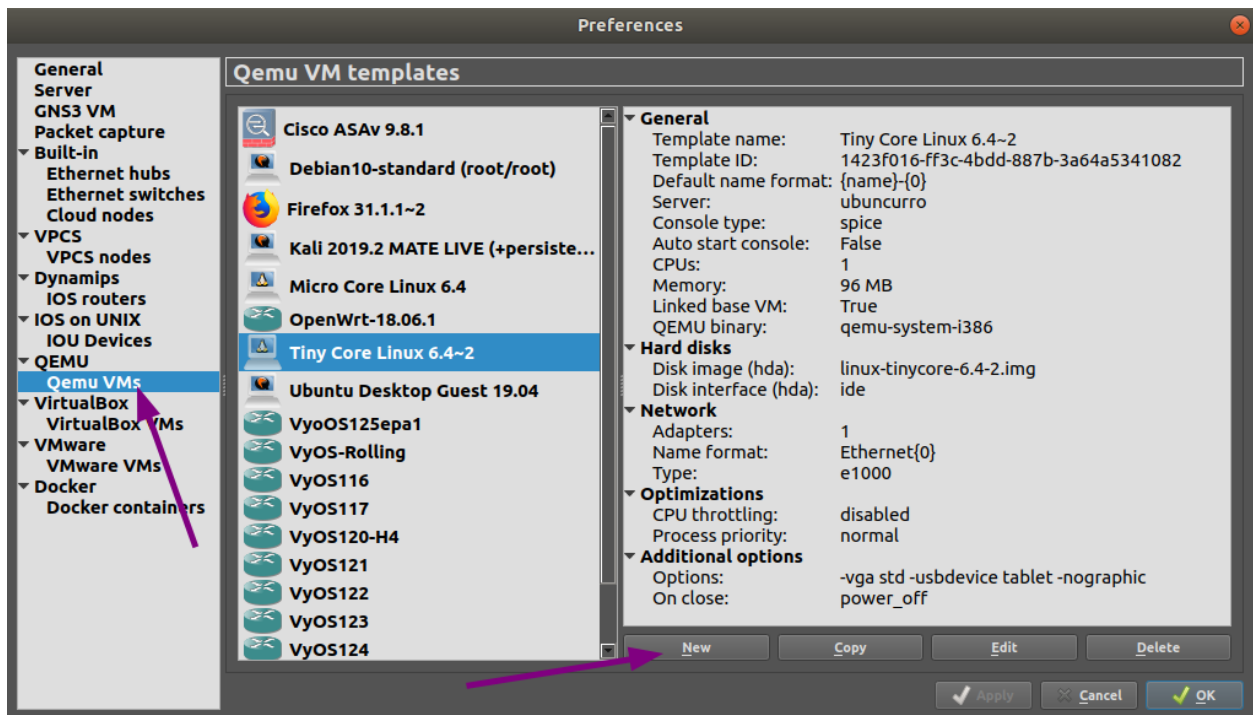 Preferences
General
Server
GNS3 VM
Packet capture
Built-in
Ethernet hubs
Ethernet switches
Cloud nodes
VPCS
VPCS nodes
Dynamips
IOS routers
IOS on UNIX
IOU Devices
QEMU
Qemu VMs
VirtualBox
VirtualBox VMs
VMware
VMware VMs
Docker
Docker containers
Qemu VM templates
Cisco ASAv 9.8.1
Debian10-standard (root/root)
Firefox 31.1.1~2
Kali 2019.2 MATE LIVE (+persiste...
Micro Core Linux 6.4
OpenWrt-18.06.1
Tiny Core Linux 6.4~2
Ubuntu Desktop Guest 19.04
VyoOS125epa1
VyOS-Rolling
VyOS116
VyOS117
VyOS120-H4
VyOS121
VyOS122
VyOS123
VyOS124
General
Template name: Tiny Core Linux 6.4~2
Template ID: 1423f016-ff3c-4bdd-887b-3a64a5341082
Default name format: {name}-{0}
Server: ubuncurro
Console type: spice
Auto start console: False
CPUs: 1
Memory: 96 MB
Linked base VM: True
QEMU binary: qemu-system-i386
Hard disks
Disk image (hda): linux-tinycore-6.4-2.img
Disk interface (hda): ide
Network
Adapters: 1
Name format: Ethernet{0}
Type: e1000
Optimizations
CPU throttling: disabled
Process priority: normal
Additional options
Options: -vga std -usbdevice tablet -nographic
On close: power_off
New Copy Edit Delete
Apply Cancel OK